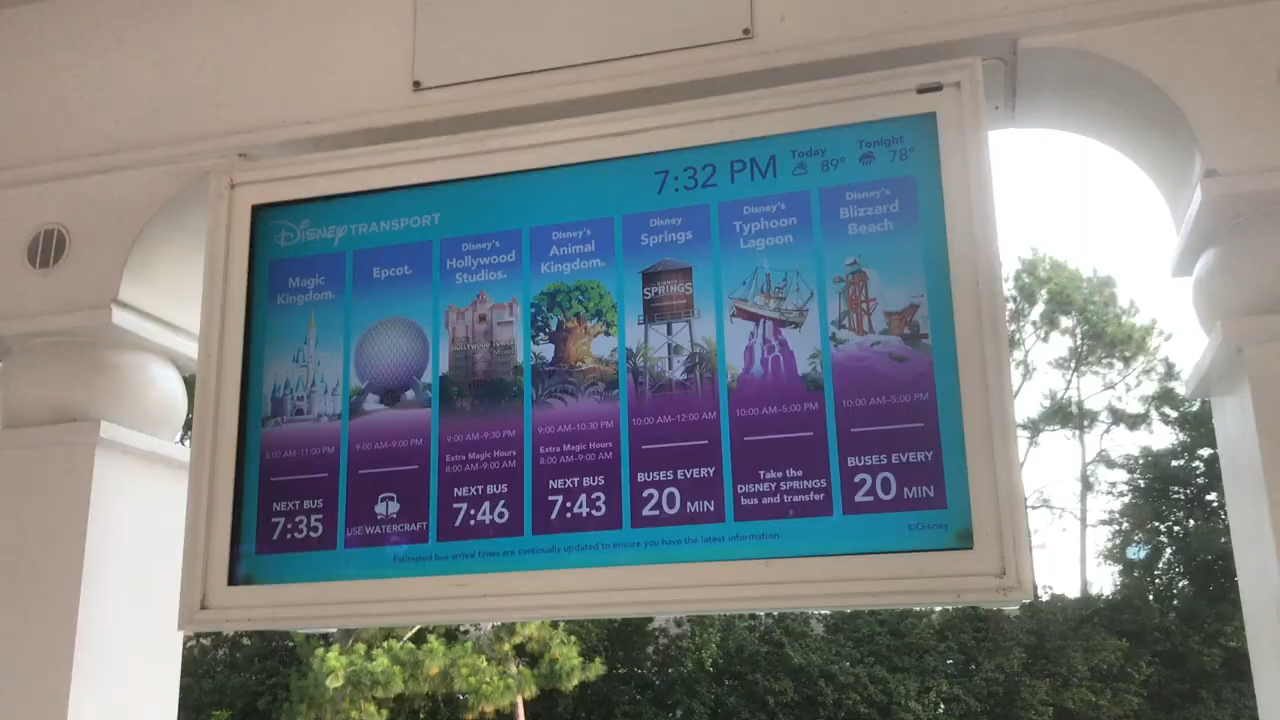 7:32 PM
Today
89°
Tonight
78°
Disney TRANSPORT
Magic
Kingdom.
8:00 AM–11:00 PM
NEXT BUS
7:35
Epcot.
9:00 AM–9:00 PM
USE WATERCRAFT
Disney's
Hollywood
Studios.
HOLLYWOOD TOWER
Hotel
9:00 AM–9:30 PM
Extra Magic Hours
8:00 AM–9:00 AM
NEXT BUS
7:46
Disney's
Animal
Kingdom.
9:00 AM–10:30 PM
Extra Magic Hours
8:00 AM–9:00 AM
NEXT BUS
7:43
Disney
Springs
DISNEY
SPRINGS
10:00 AM–12:00 AM
BUSES EVERY
20 MIN
Disney's
Typhoon
Lagoon
10:00 AM–5:00 PM
Take the
DISNEY SPRINGS
bus and transfer
Disney's
Blizzard
Beach
10:00 AM–5:00 PM
BUSES EVERY
20 MIN
©Disney
Estimated bus arrival times are continually updated to ensure you have the latest information.